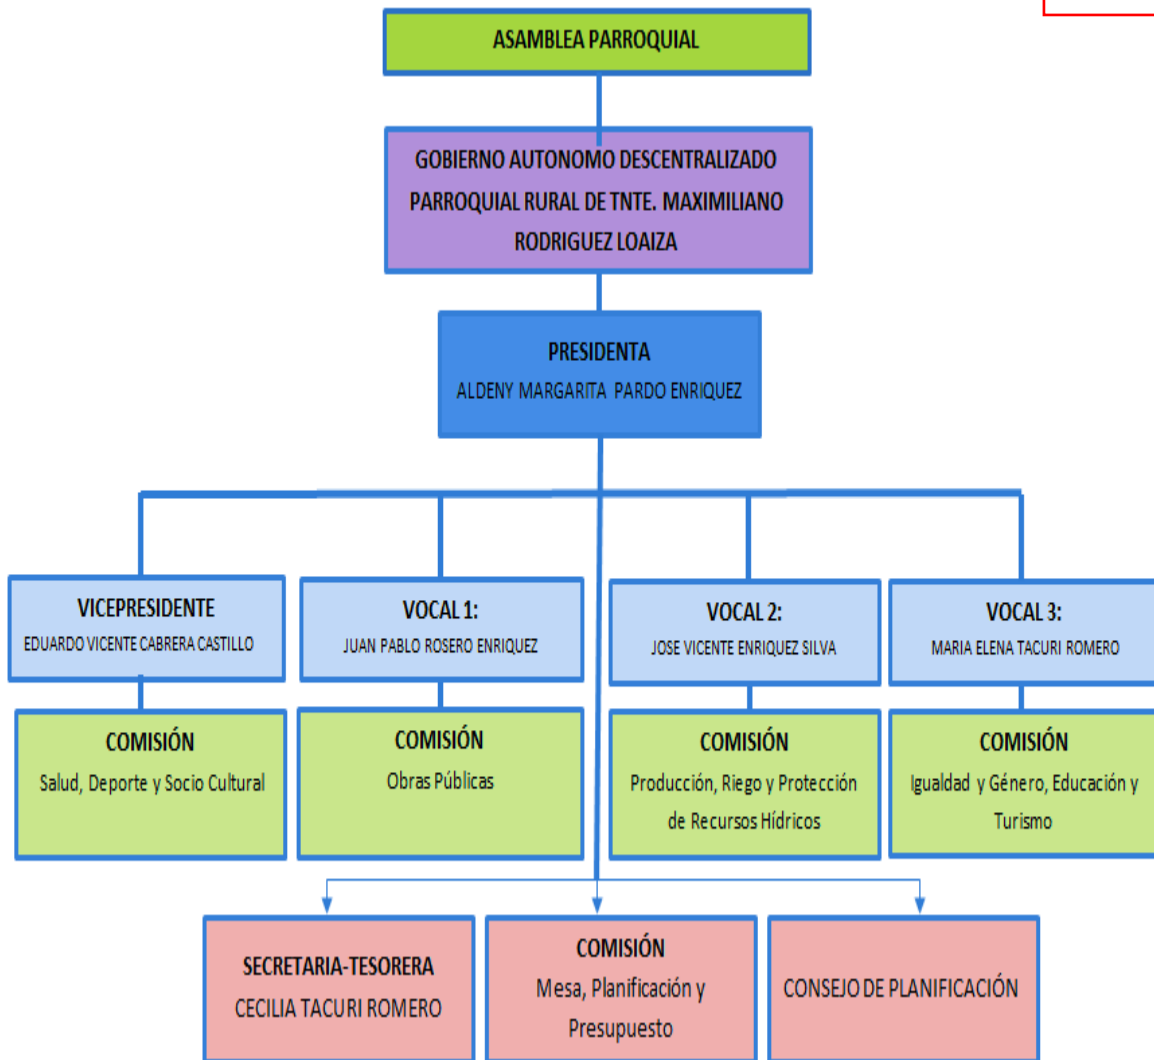 ASAMBLEA PARROQUIAL
GOBIERNO AUTONOMO DESCENTRALIZADO
PARROQUIAL RURAL DE TNTE. MAXIMILIANO
RODRIGUEZ LOAIZA
PRESIDENTA
ALDENY MARGARITA PARDO ENRIQUEZ
VICEPRESIDENTE
EDUARDO VICENTE CABRERA CASTILLO
VOCAL 1:
JUAN PABLO ROSERO ENRIQUEZ
VOCAL 2:
JOSE VICENTE ENRIQUEZ SILVA
VOCAL 3:
MARIA ELENA TACURI ROMERO
COMISIÓN
Salud, Deporte y Socio Cultural
COMISIÓN
Obras Públicas
COMISIÓN
Producción, Riego y Protección
de Recursos Hídricos
COMISIÓN
Igualdad y Género, Educación y
Turismo
SECRETARIA-TESORERA
CECILIA TACURI ROMERO
COMISIÓN
Mesa, Planificación y
Presupuesto
CONSEJO DE PLANIFICACIÓN